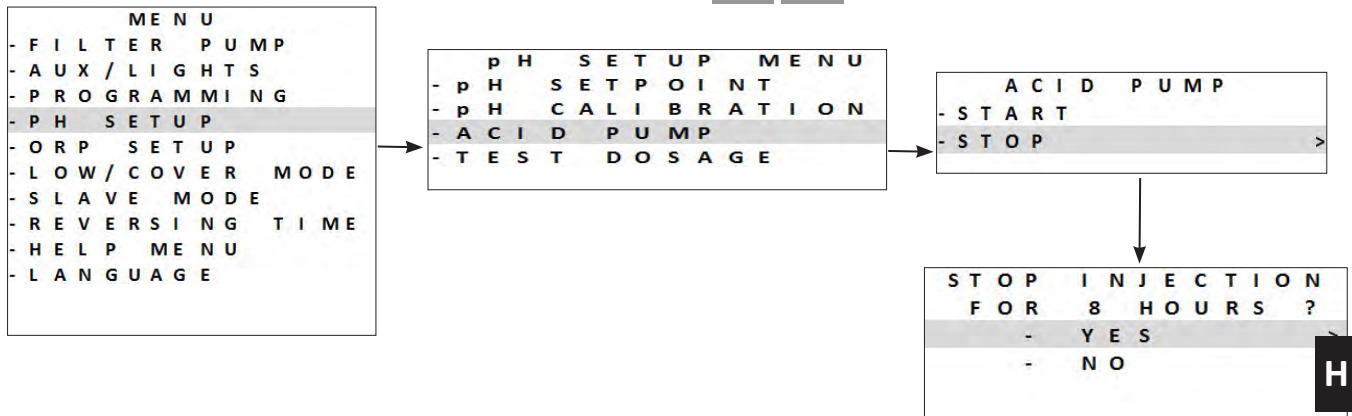 MENU
- FILTER PUMP
- AUX/LIGHTS
- PROGRAMMING
- PH SETUP
- ORP SETUP
- LOW/COVER MODE
- SLAVE MODE
- REVERSING TIME
- HELP MENU
- LANGUAGE
pH SETUP MENU
- pH SETPOINT
- pH CALIBRATION
- ACID PUMP
- TEST DOSAGE
ACID PUMP
- START
- STOP >
STOP INJECTION
FOR 8 HOURS ?
- YES >
- NO
H